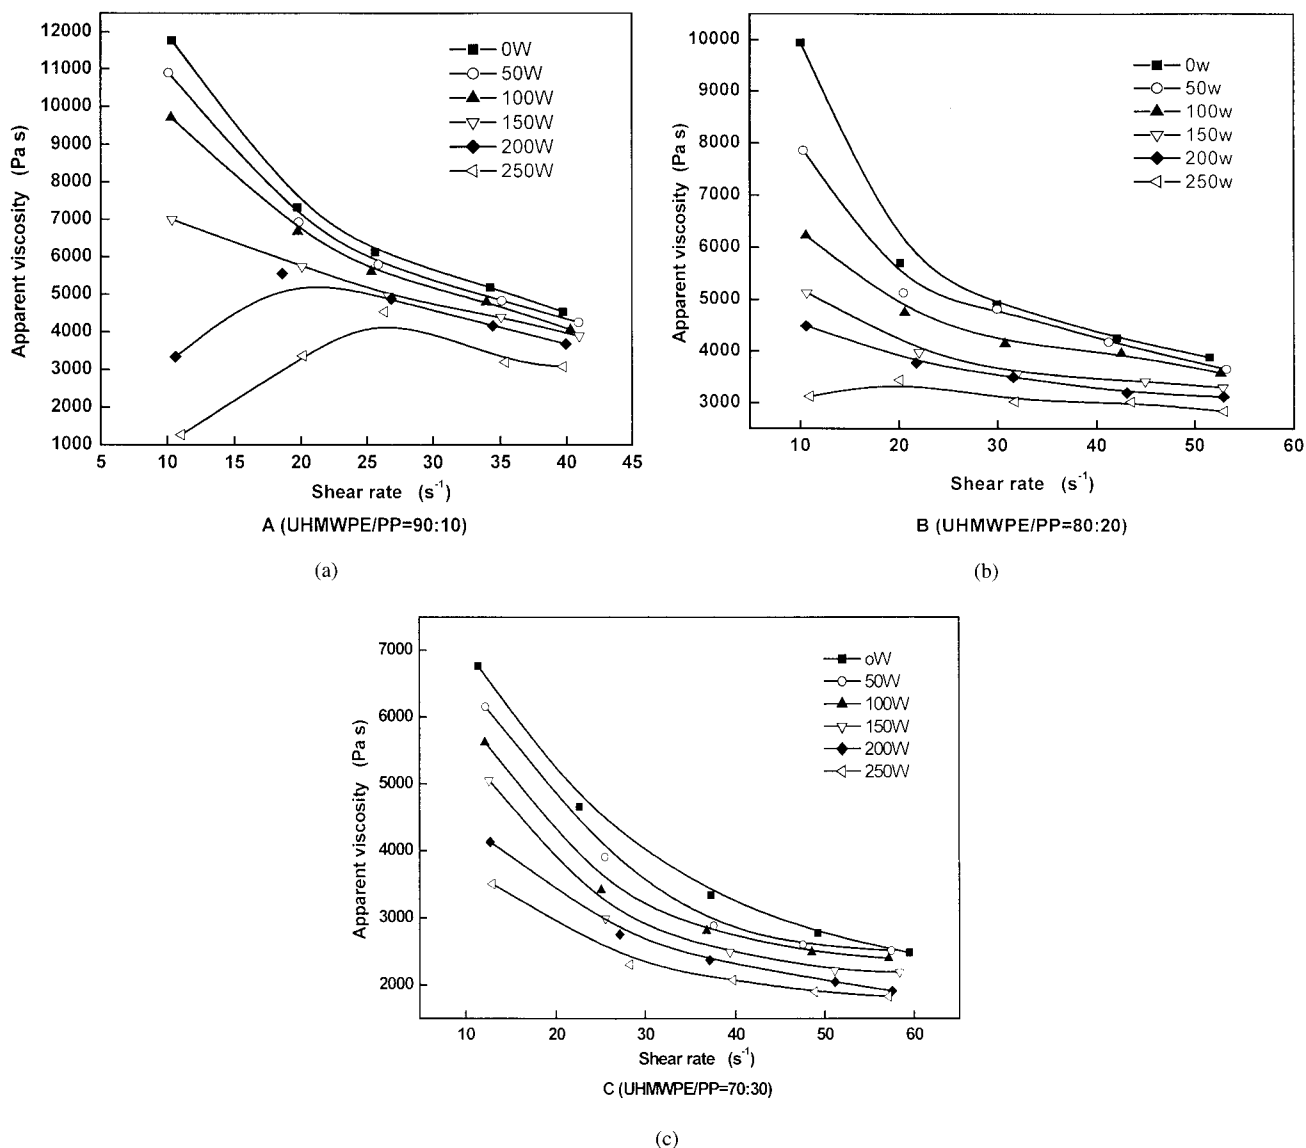 12000
11000
10000
9000
8000
7000
6000
5000
4000
3000
2000
1000
Apparent viscosity (Pa s)
0W
50W
100W
150W
200W
250W
5 10 15 20 25 30 35 40 45
Shear rate (s⁻¹)
A (UHMWPE/PP=90:10)
(a)
10000
9000
8000
7000
6000
5000
4000
3000
Apparent viscosity (Pa s)
0w
50w
100w
150w
200w
250w
10 20 30 40 50 60
Shear rate (s⁻¹)
B (UHMWPE/PP=80:20)
(b)
7000
6000
5000
4000
3000
2000
Apparent viscosity (Pa s)
oW
50W
100W
150W
200W
250W
10 20 30 40 50 60
Shear rate (s⁻¹)
C (UHMWPE/PP=70:30)
(c)